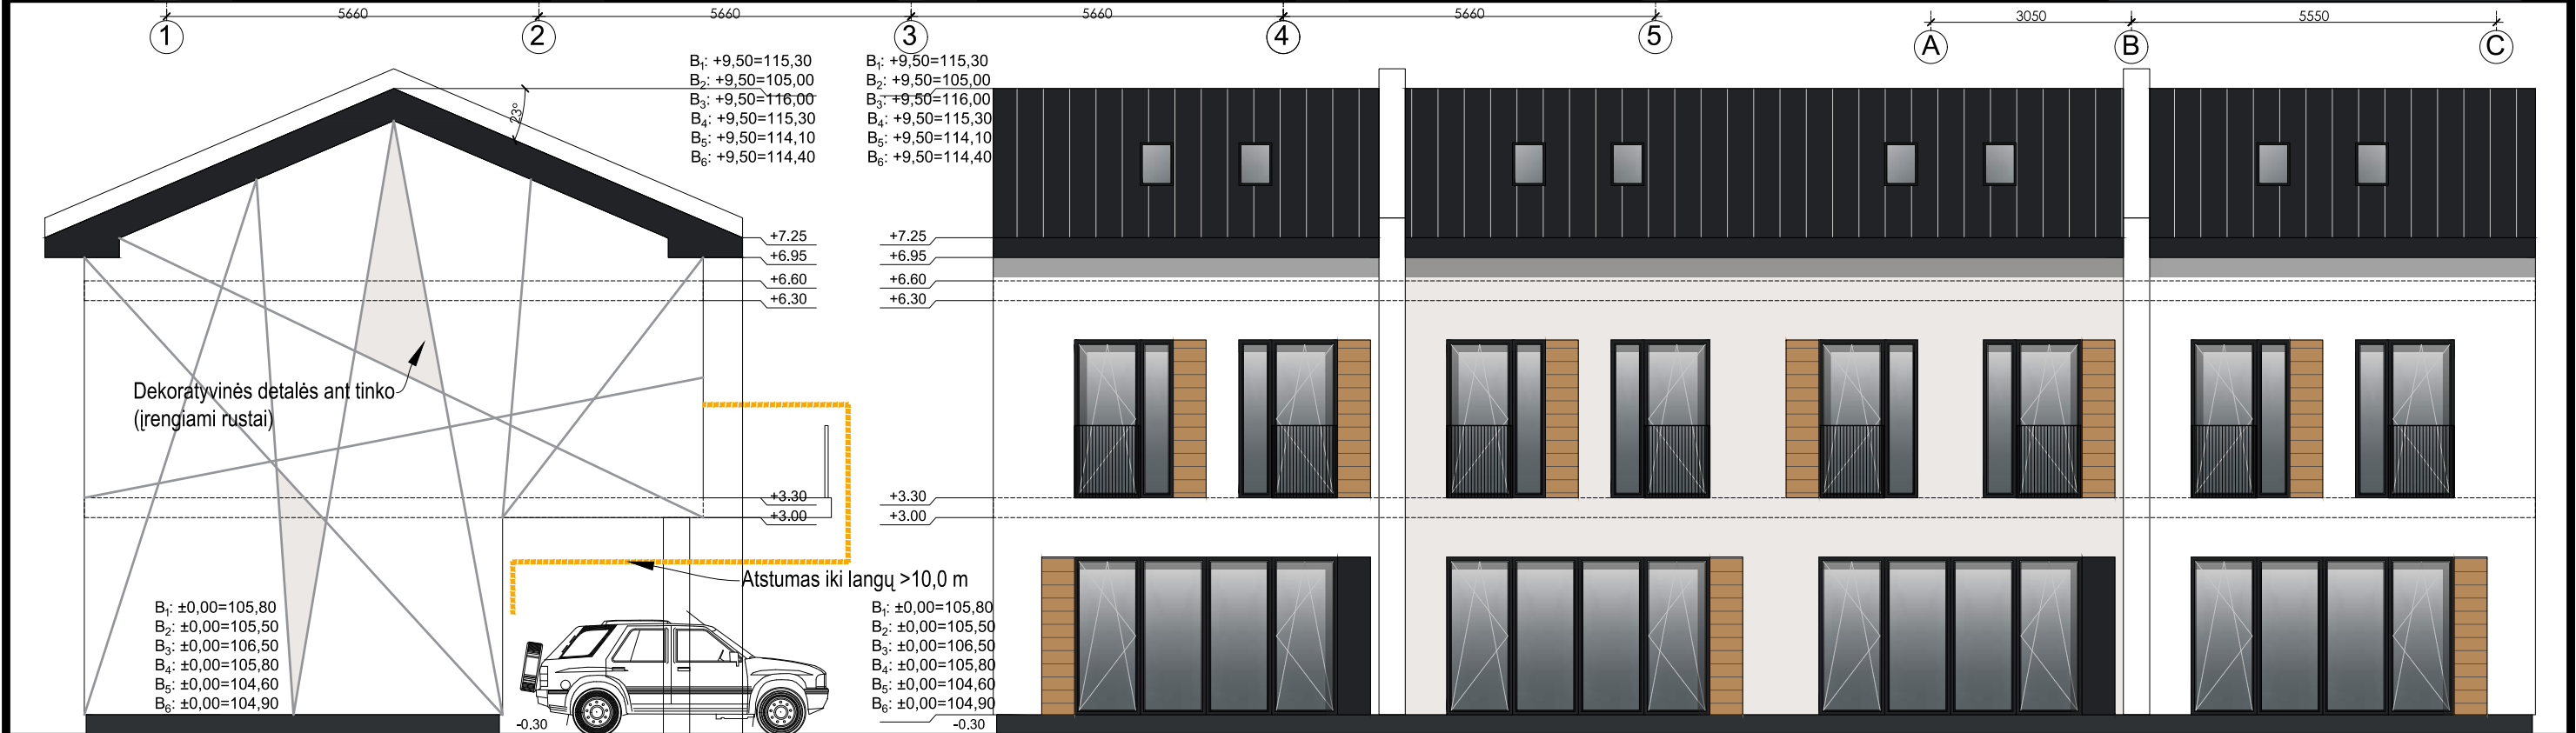 5660 5660 5660 5660 3050 5550
1 2 3 4 5 A B C
B1: +9,50=115,30
B2: +9,50=105,00
B3: +9,50=116,00
B4: +9,50=115,30
B5: +9,50=114,10
B6: +9,50=114,40
B1: +9,50=115,30
B2: +9,50=105,00
B3: +9,50=116,00
B4: +9,50=115,30
B5: +9,50=114,10
B6: +9,50=114,40
23°
+7.25 +7.25
+6.95 +6.95
+6.60 +6.60
+6.30 +6.30
Dekoratyvinės detalės ant tinko
(įrengiami rustai)
+3.30 +3.30
+3.00 +3.00
Atstumas iki langų >10,0 m
B1: ±0,00=105,80
B2: ±0,00=105,50
B3: ±0,00=106,50
B4: ±0,00=105,80
B5: ±0,00=104,60
B6: ±0,00=104,90
B1: ±0,00=105,80
B2: ±0,00=105,50
B3: ±0,00=106,50
B4: ±0,00=105,80
B5: ±0,00=104,60
B6: ±0,00=104,90
-0.30 -0.30